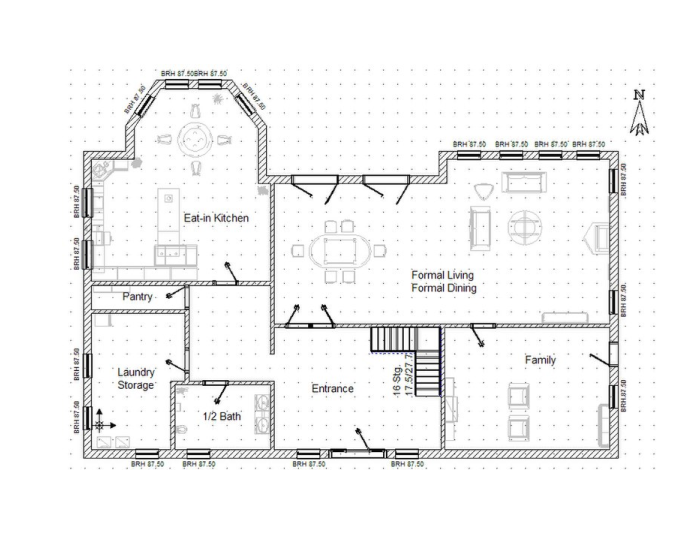 BRH 87.50
BRH 87.50
BRH 87.50
BRH 87.50
N
BRH 87.50
BRH 87.50
BRH 87.50
BRH 87.50
BRH 87.50
BRH 87.50
BRH 87.50
Eat-in Kitchen
Formal Living
Formal Dining
Pantry
BRH 87.50
Laundry
Storage
Entrance
16 Stg.
17.5/27.7
Family
BRH 87.50
BRH 87.50
BRH 87.50
1/2 Bath
BRH 87.50
BRH 87.50
BRH 87.50
BRH 87.50